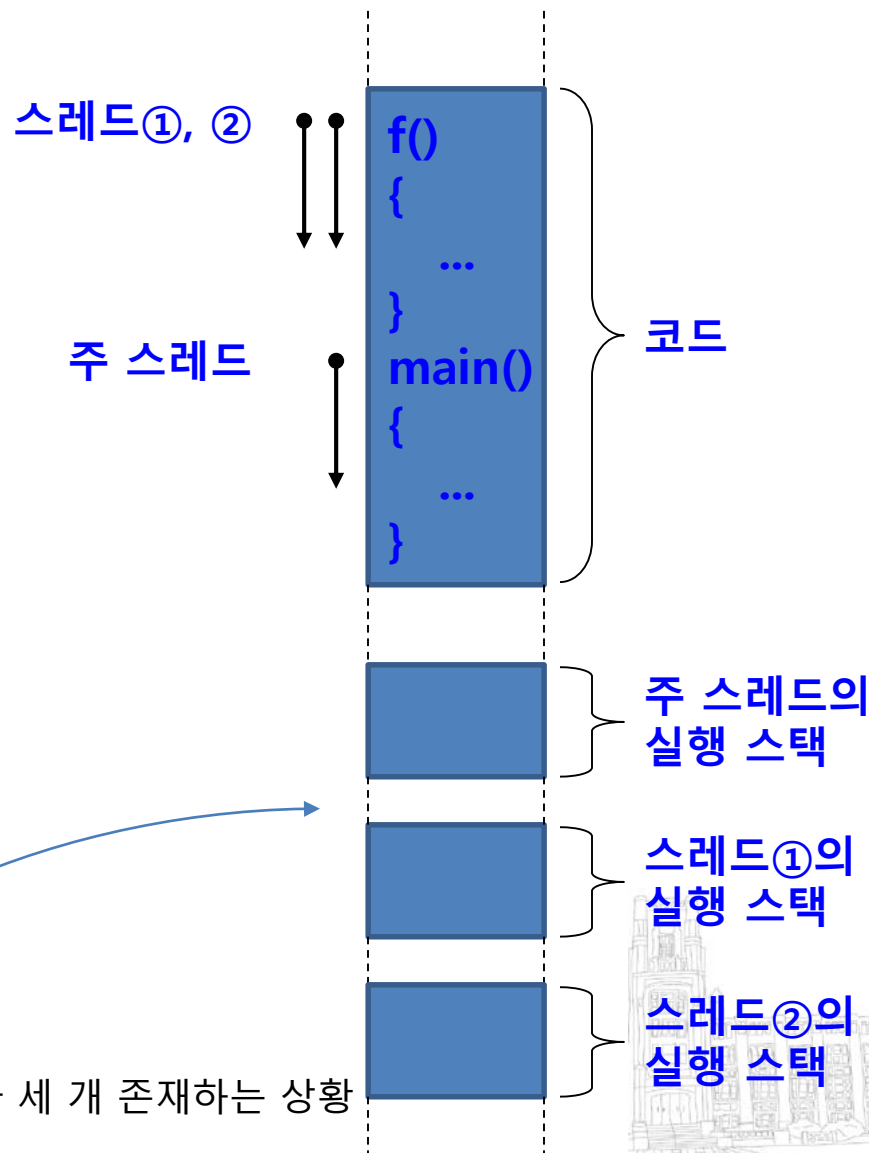 스레드①, ②
f()
{
...
}
주 스레드
main()
{
...
}
코드
주 스레드의
실행 스택
스레드①의
실행 스택
스레드②의
실행 스택
세 개 존재하는 상황